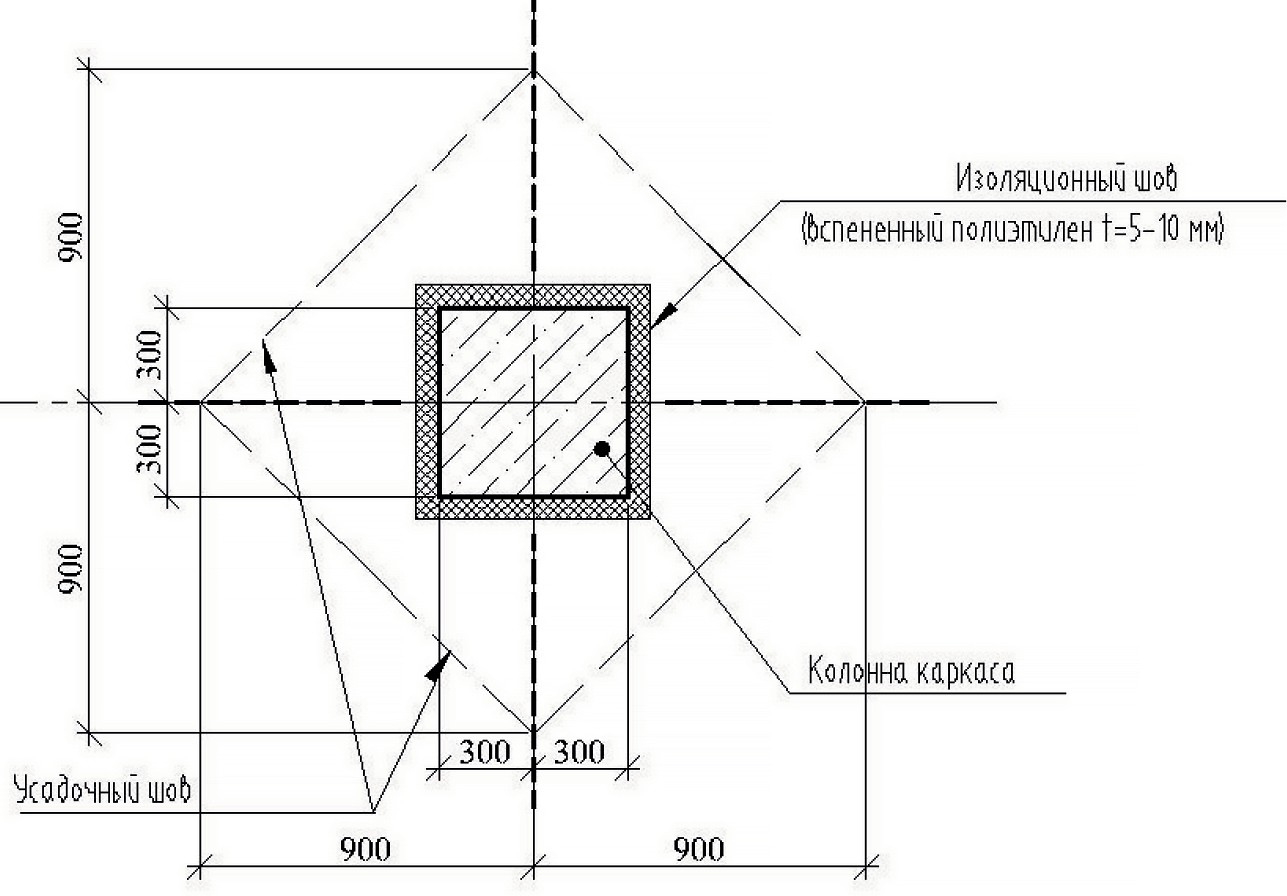 Изоляционный шов
(вспененный полиэтилен t=5-10 мм)
900
300
300
900
Колонна каркаса
300 300
Усадочный шов
900 900